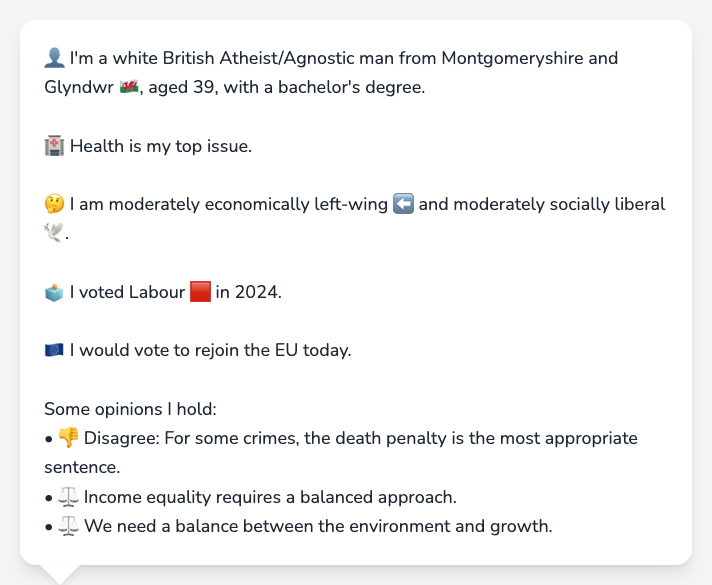 👤 I'm a white British Atheist/Agnostic man from Montgomeryshire and
Glyndwr 🏴󠁧󠁢󠁷󠁬󠁳󠁿, aged 39, with a bachelor's degree.
🏥 Health is my top issue.
🤔 I am moderately economically left-wing ⬅️ and moderately socially liberal
🕊️.
🗳️ I voted Labour 🟥 in 2024.
🇪🇺 I would vote to rejoin the EU today.
Some opinions I hold:
• 👎 Disagree: For some crimes, the death penalty is the most appropriate
sentence.
• ⚖️ Income equality requires a balanced approach.
• ⚖️ We need a balance between the environment and growth.